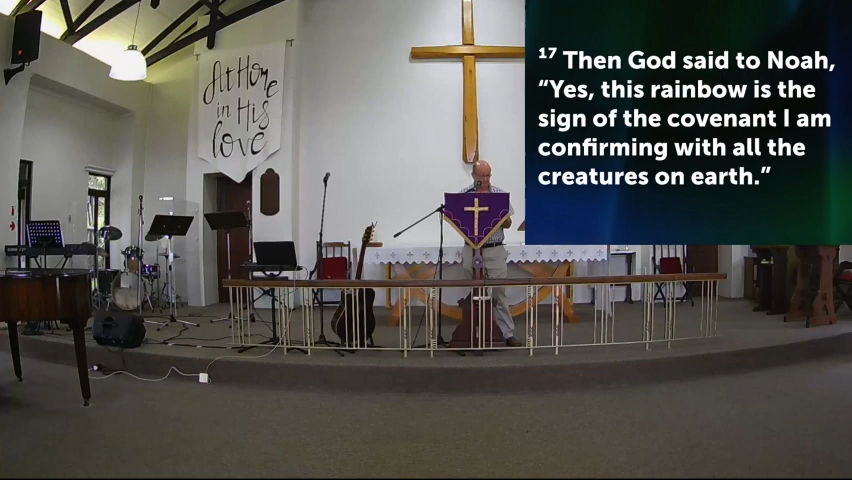 At Home
in His
love
17 Then God said to Noah,
“Yes, this rainbow is the
sign of the covenant I am
confirming with all the
creatures on earth.”